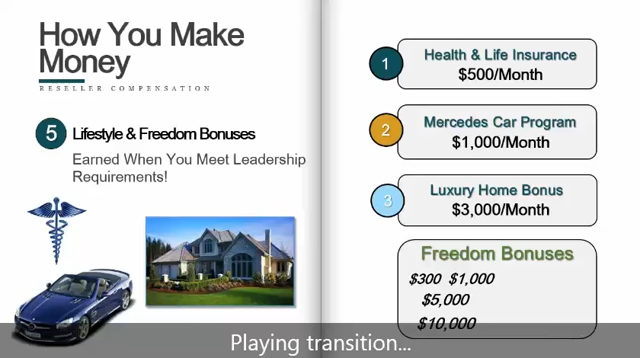 How You Make
Money
RESELLER COMPENSATION
5 Lifestyle & Freedom Bonuses
Earned When You Meet Leadership
Requirements!
1 Health & Life Insurance
$500/Month
2 Mercedes Car Program
$1,000/Month
3 Luxury Home Bonus
$3,000/Month
Freedom Bonuses
$300 $1,000
$5,000
$10,000
Playing transition...